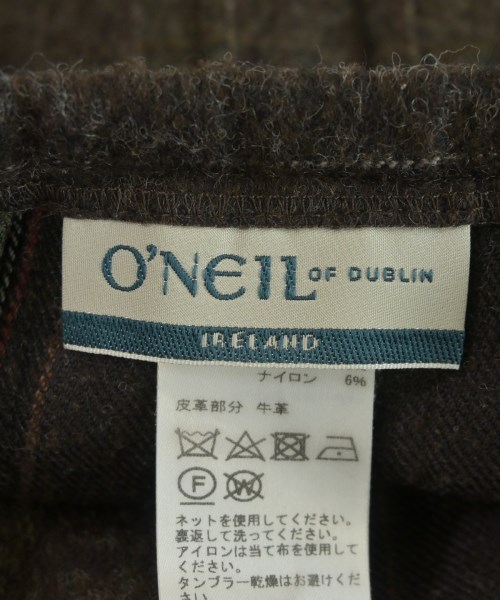 O'NEIL OF DUBLIN
IRELAND
ナイロン 6%
皮革部分 牛革
F
W
ネットを使用してください。
裏返して洗ってください。
アイロンは当て布を使用して
ください。
タンブラー乾燥はお避けくだ
さい。